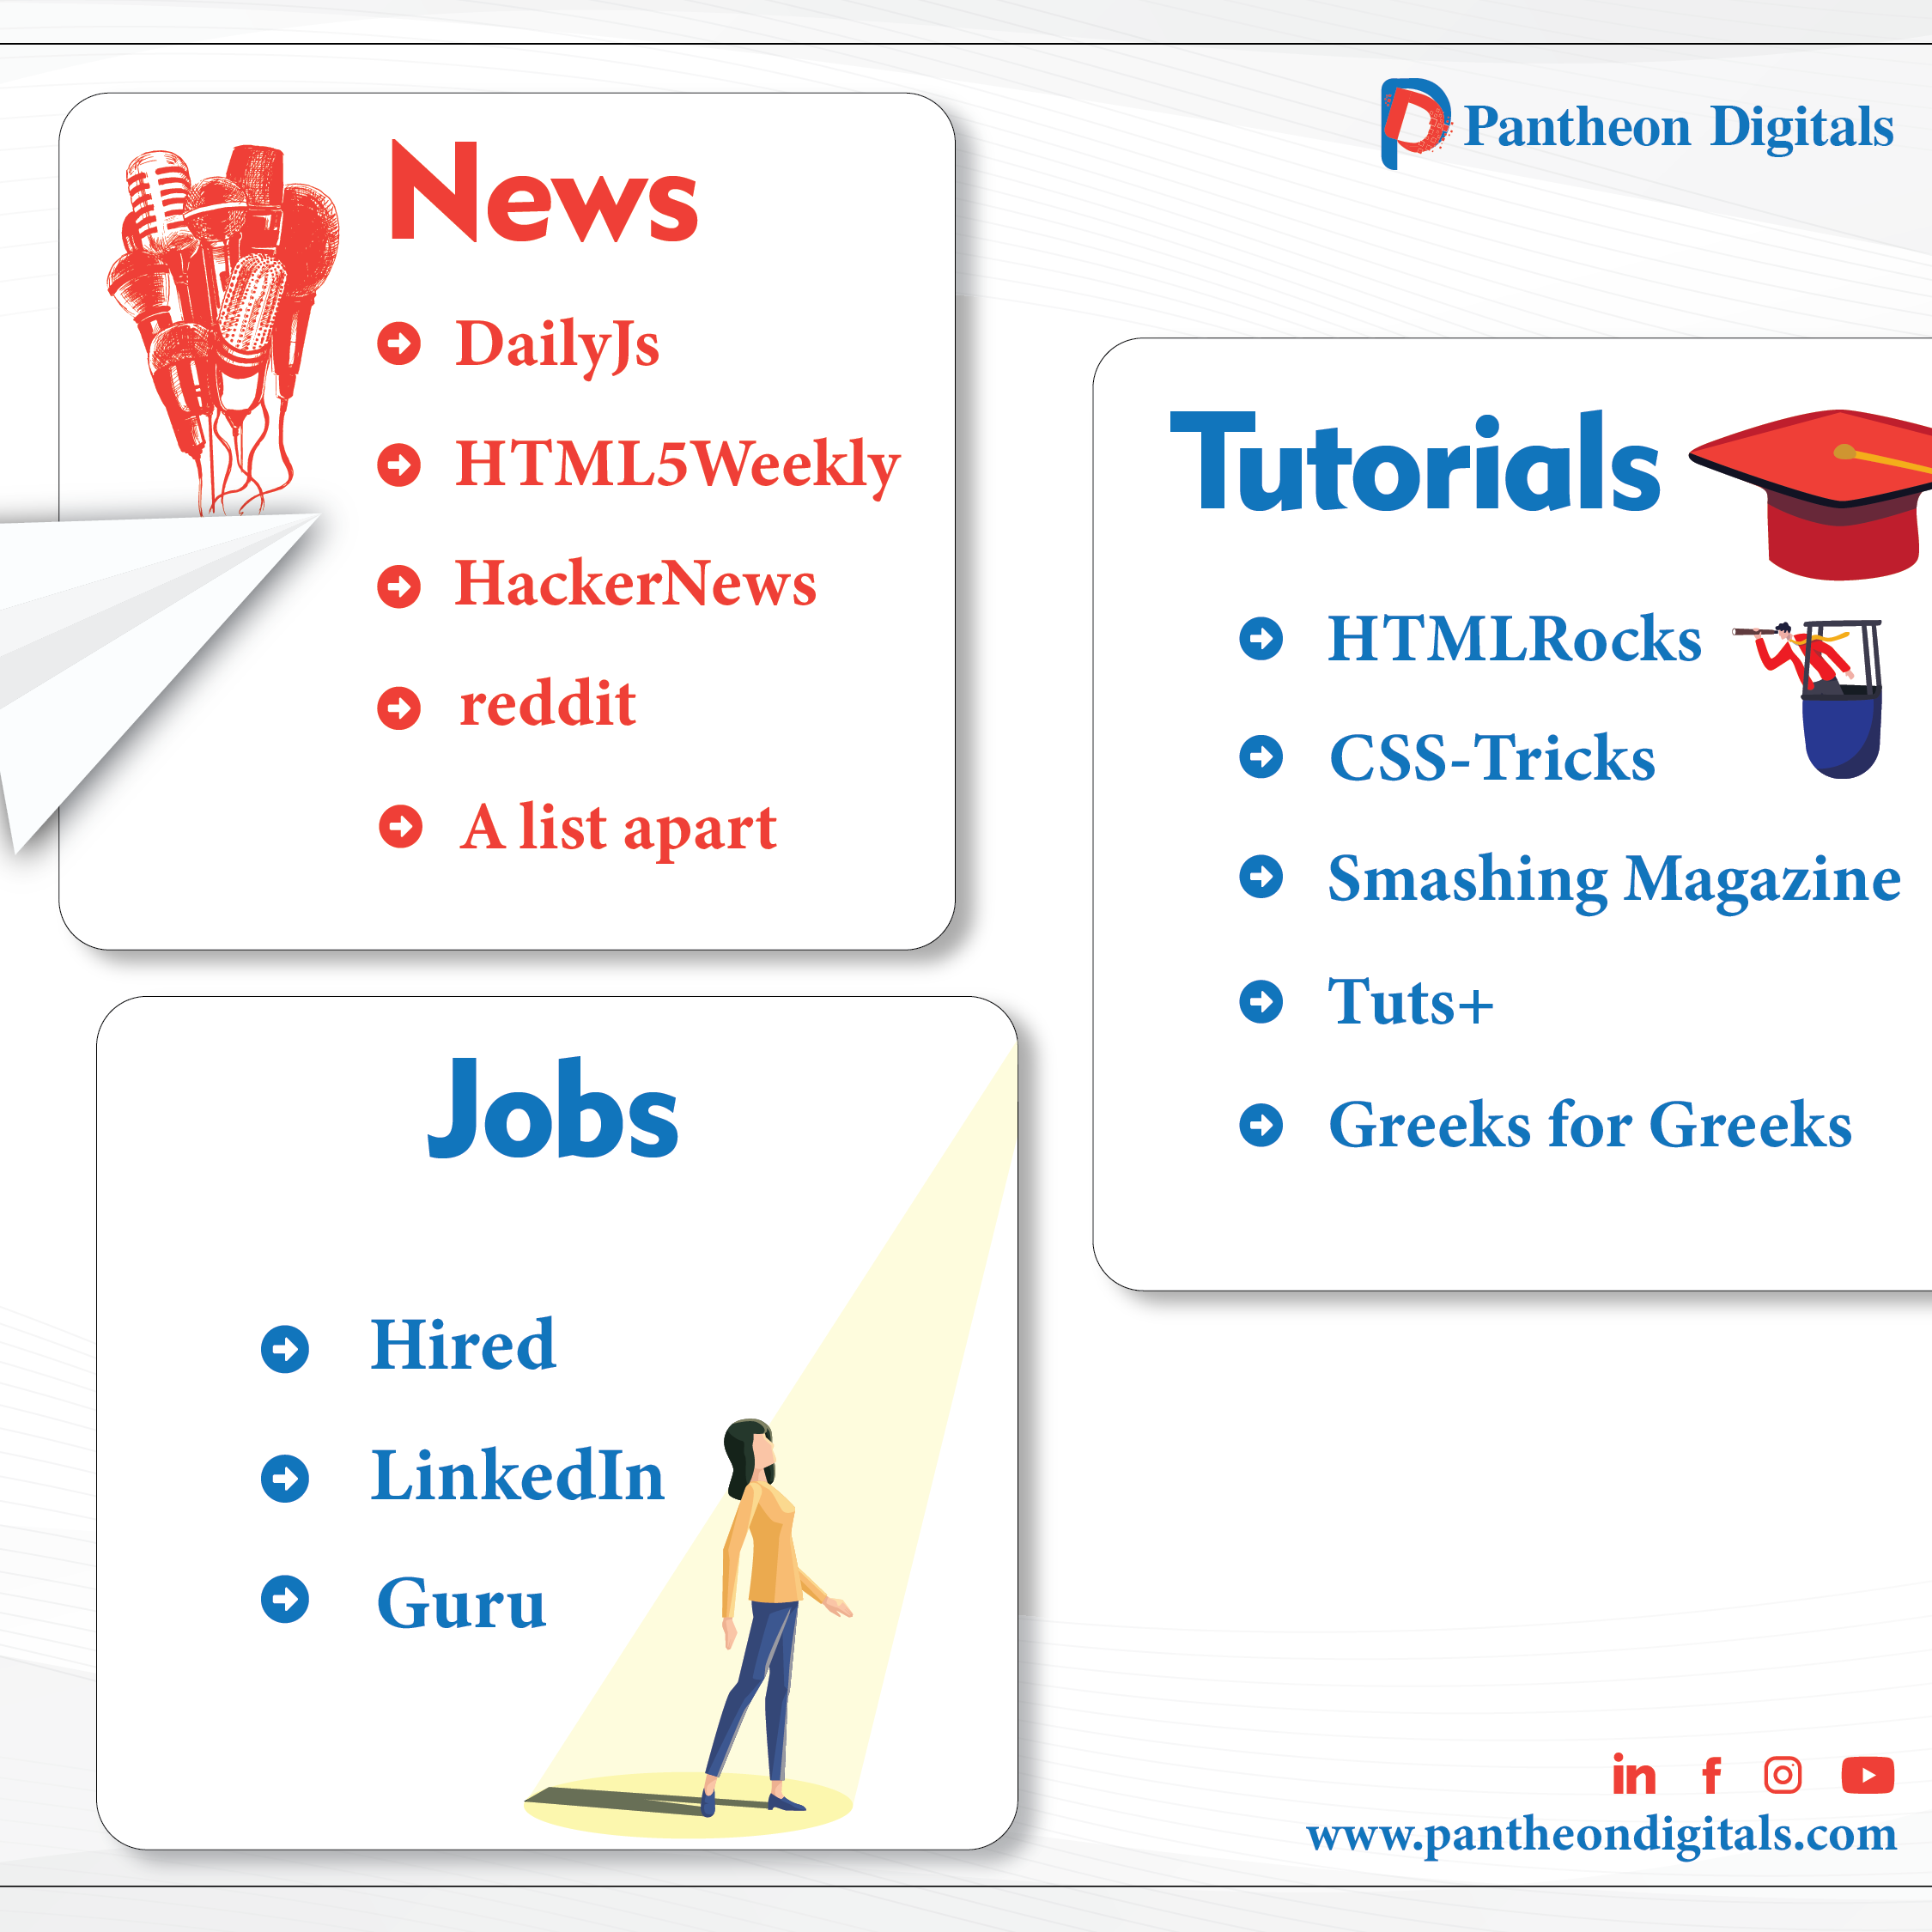 Pantheon Digitals
News
DailyJs
HTML5Weekly
HackerNews
reddit
A list apart
Tutorials
HTMLRocks
CSS-Tricks
Smashing Magazine
Tuts+
Greeks for Greeks
Jobs
Hired
LinkedIn
Guru
in f
www.pantheondigitals.com